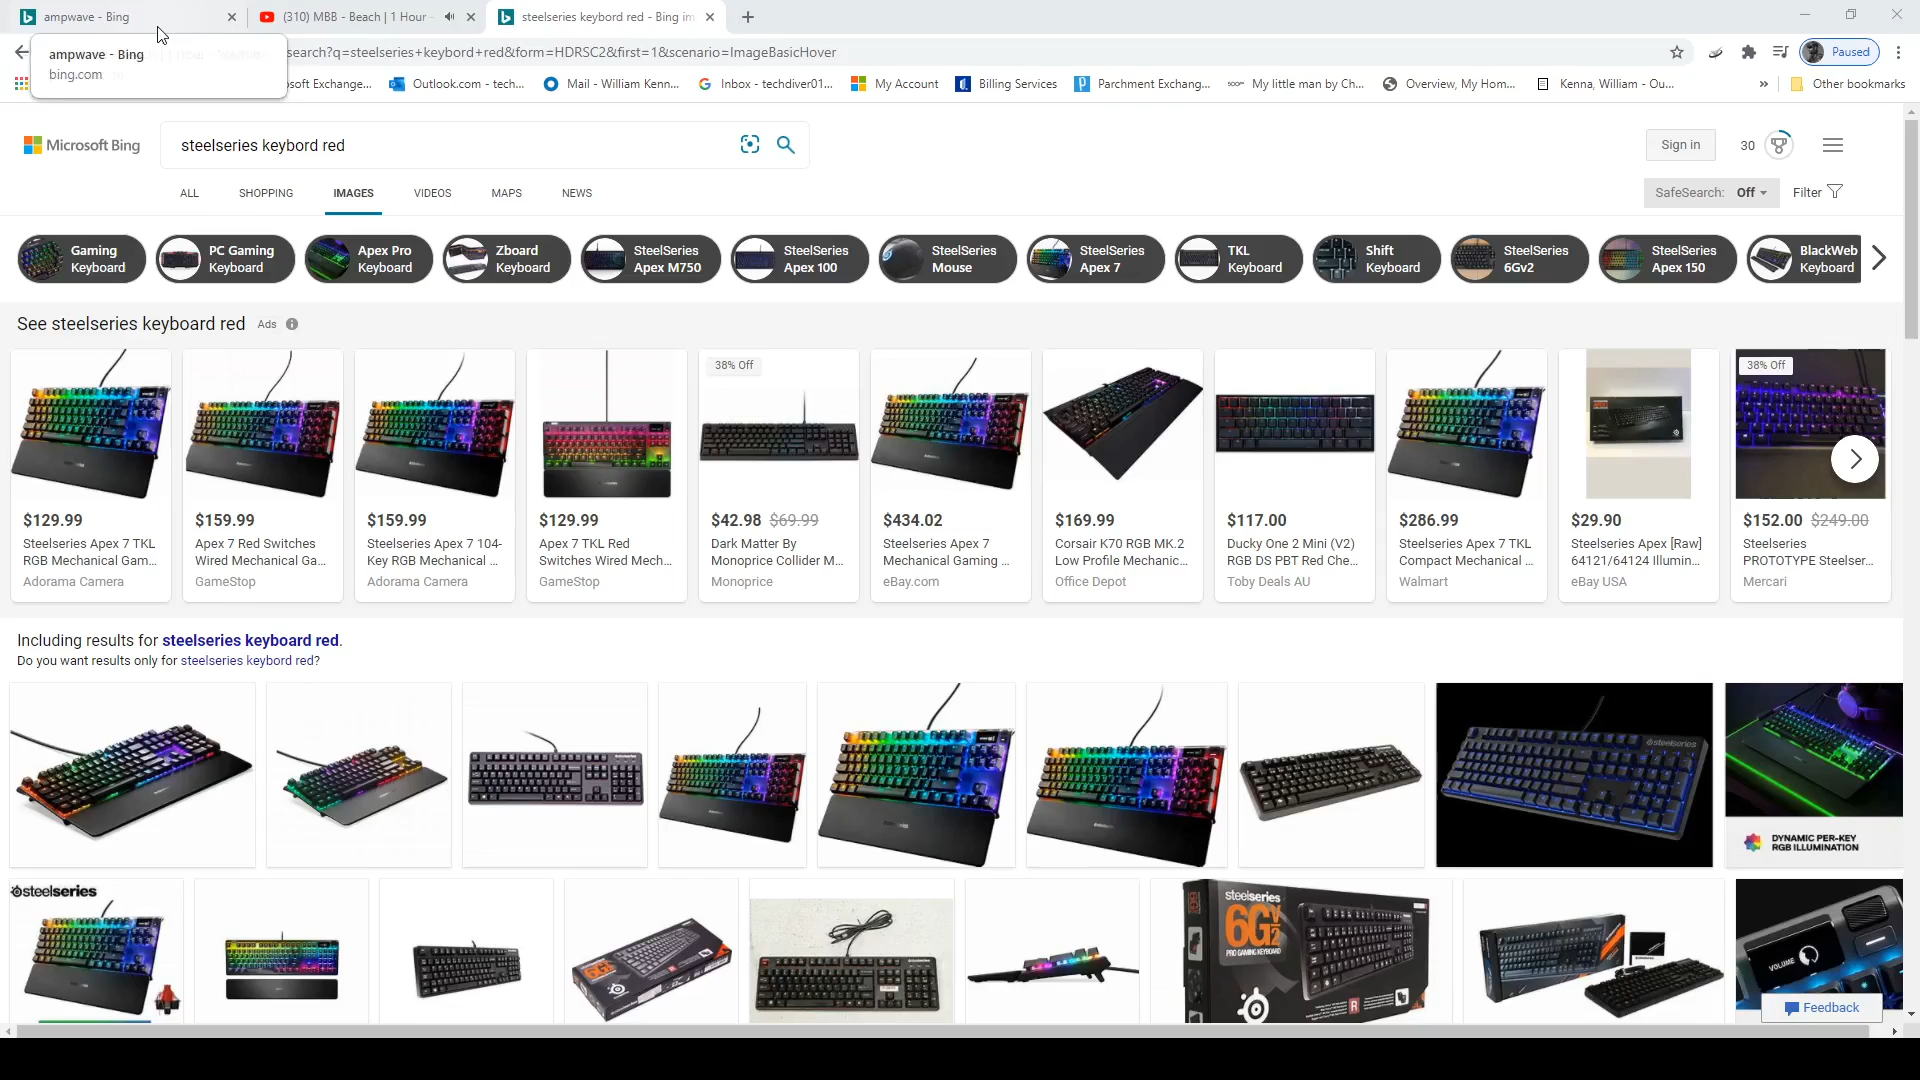 ampwave - Bing
(310) MBB - Beach | 1 Hour
steelseries keybord red - Bing im
ampwave - Bing
bing.com
search?q=steelseries+keybord+red&form=HDRSC2&first=1&scenario=ImageBasicHover
Paused
soft Exchange...
Outlook.com - tech...
Mail - William Kenn...
Inbox - techdiver01...
My Account
Billing Services
Parchment Exchang...
My little man by Ch...
Overview, My Hom...
Kenna, William - Ou...
Other bookmarks
Microsoft Bing
steelseries keybord red
Sign in
30
ALL
SHOPPING
IMAGES
VIDEOS
MAPS
NEWS
SafeSearch: Off
Filter
Gaming
Keyboard
PC Gaming
Keyboard
Apex Pro
Keyboard
Zboard
Keyboard
SteelSeries
Apex M750
SteelSeries
Apex 100
SteelSeries
Mouse
SteelSeries
Apex 7
TKL
Keyboard
Shift
Keyboard
SteelSeries
6Gv2
SteelSeries
Apex 150
BlackWeb
Keyboard
See steelseries keyboard red Ads
38% Off
38% Off
$129.99
Steelseries Apex 7 TKL
RGB Mechanical Gam...
Adorama Camera
$159.99
Apex 7 Red Switches
Wired Mechanical Ga...
GameStop
$159.99
Steelseries Apex 7 104-
Key RGB Mechanical ...
Adorama Camera
$129.99
Apex 7 TKL Red
Switches Wired Mech...
GameStop
$42.98 $69.99
Dark Matter By
Monoprice Collider M...
Monoprice
$434.02
Steelseries Apex 7
Mechanical Gaming ...
eBay.com
$169.99
Corsair K70 RGB MK.2
Low Profile Mechanic...
Office Depot
$117.00
Ducky One 2 Mini (V2)
RGB DS PBT Red Che...
Toby Deals AU
$286.99
Steelseries Apex 7 TKL
Compact Mechanical ...
Walmart
$29.90
Steelseries Apex [Raw]
64121/64124 Illumin...
eBay USA
$152.00 $249.00
Steelseries
PROTOTYPE Steelser...
Mercari
Including results for steelseries keyboard red.
Do you want results only for steelseries keybord red?
steelseries
DYNAMIC PER-KEY
RGB ILLUMINATION
steelseries
steelseries
6GV2
PRO GAMING KEYBOARD
VOLUME
Feedback